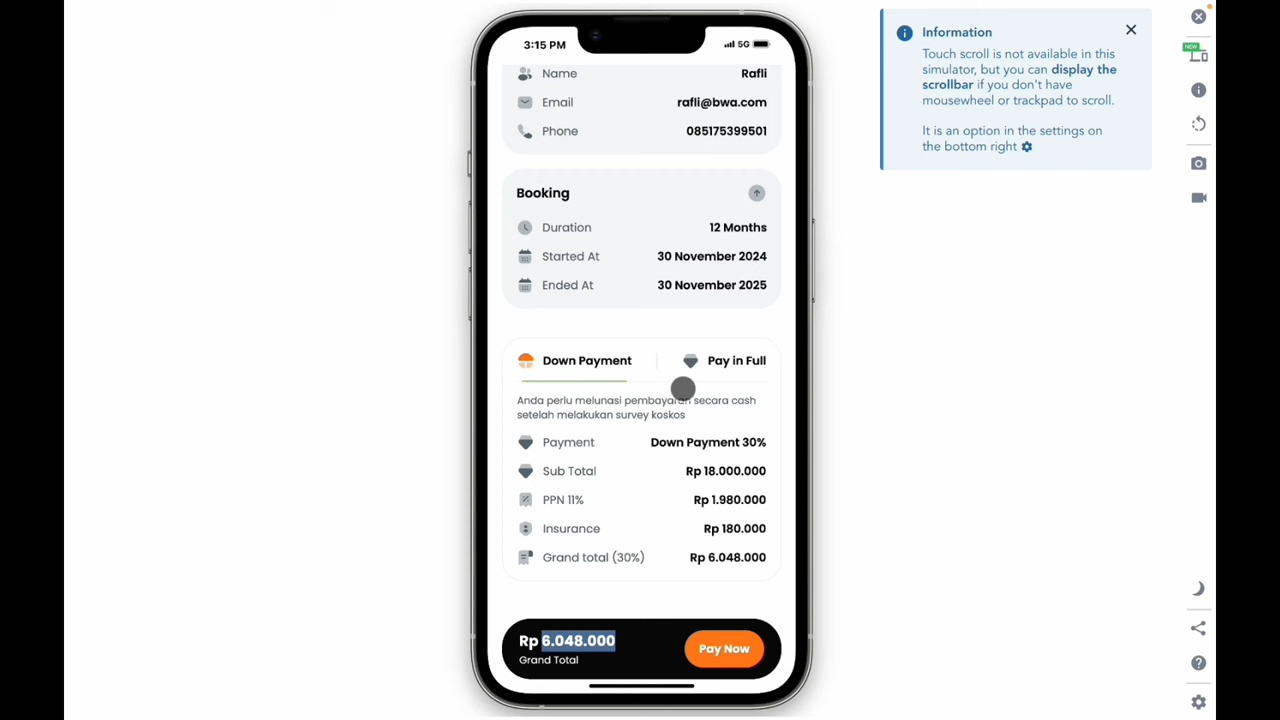 3:15 PM
5G
Name Rafli
Email rafli@bwa.com
Phone 085175399501
Booking
Duration 12 Months
Started At 30 November 2024
Ended At 30 November 2025
Down Payment Pay in Full
Anda perlu melunasi pembayaran secara cash
setelah melakukan survey koskos
Payment Down Payment 30%
Sub Total Rp 18.000.000
PPN 11% Rp 1.980.000
Insurance Rp 180.000
Grand total (30%) Rp 6.048.000
Rp 6.048.000
Grand Total
Pay Now
Information
Touch scroll is not available in this
simulator, but you can display the
scrollbar if you don't have
mousewheel or trackpad to scroll.
It is an option in the settings on
the bottom right
NEW